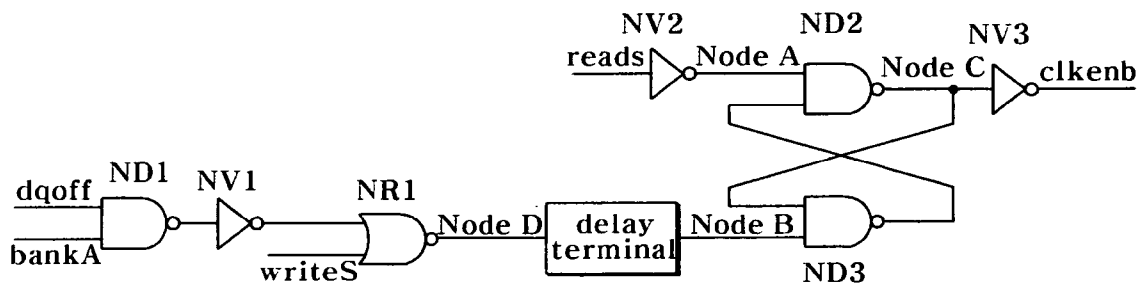 NV2
ND2
NV3
reads
Node A
Node C
clkenb
ND1
NV1
NR1
dqoff
bankA
writeS
Node D
delay
terminal
Node B
ND3